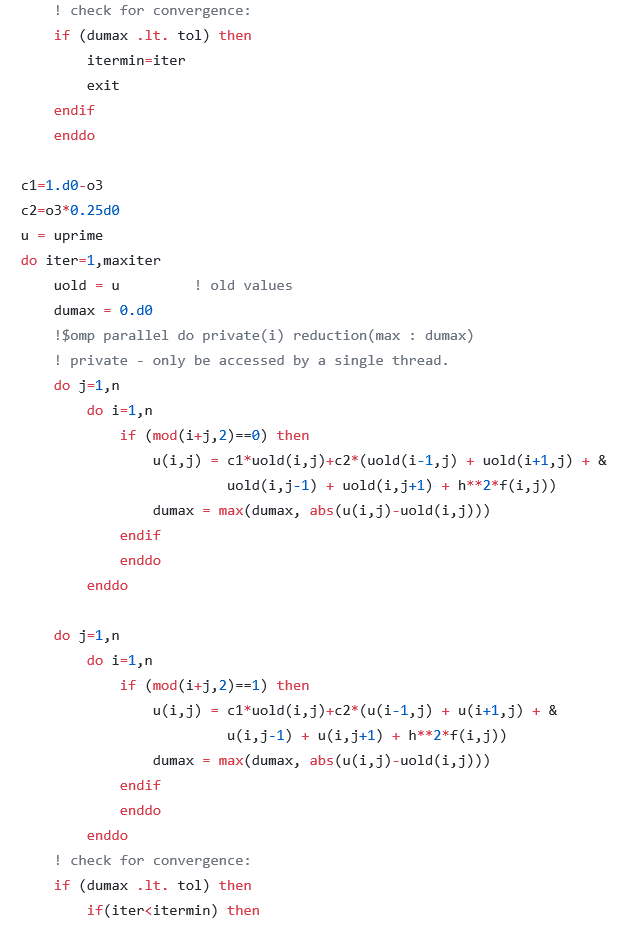 ! check for convergence:
if (dumax .lt. tol) then
itermin=iter
exit
endif
enddo
c1=1.d0-o3
c2=o3*0.25d0
u = uprime
do iter=1,maxiter
uold = u ! old values
dumax = 0.d0
!$omp parallel do private(i) reduction(max : dumax)
! private - only be accessed by a single thread.
do j=1,n
do i=1,n
if (mod(i+j,2)==0) then
u(i,j) = c1*uold(i,j)+c2*(uold(i-1,j) + uold(i+1,j) + &
uold(i,j-1) + uold(i,j+1) + h**2*f(i,j))
dumax = max(dumax, abs(u(i,j)-uold(i,j)))
endif
enddo
enddo
do j=1,n
do i=1,n
if (mod(i+j,2)==1) then
u(i,j) = c1*uold(i,j)+c2*(u(i-1,j) + u(i+1,j) + &
u(i,j-1) + u(i,j+1) + h**2*f(i,j))
dumax = max(dumax, abs(u(i,j)-uold(i,j)))
endif
enddo
enddo
! check for convergence:
if (dumax .lt. tol) then
if(iter<itermin) then